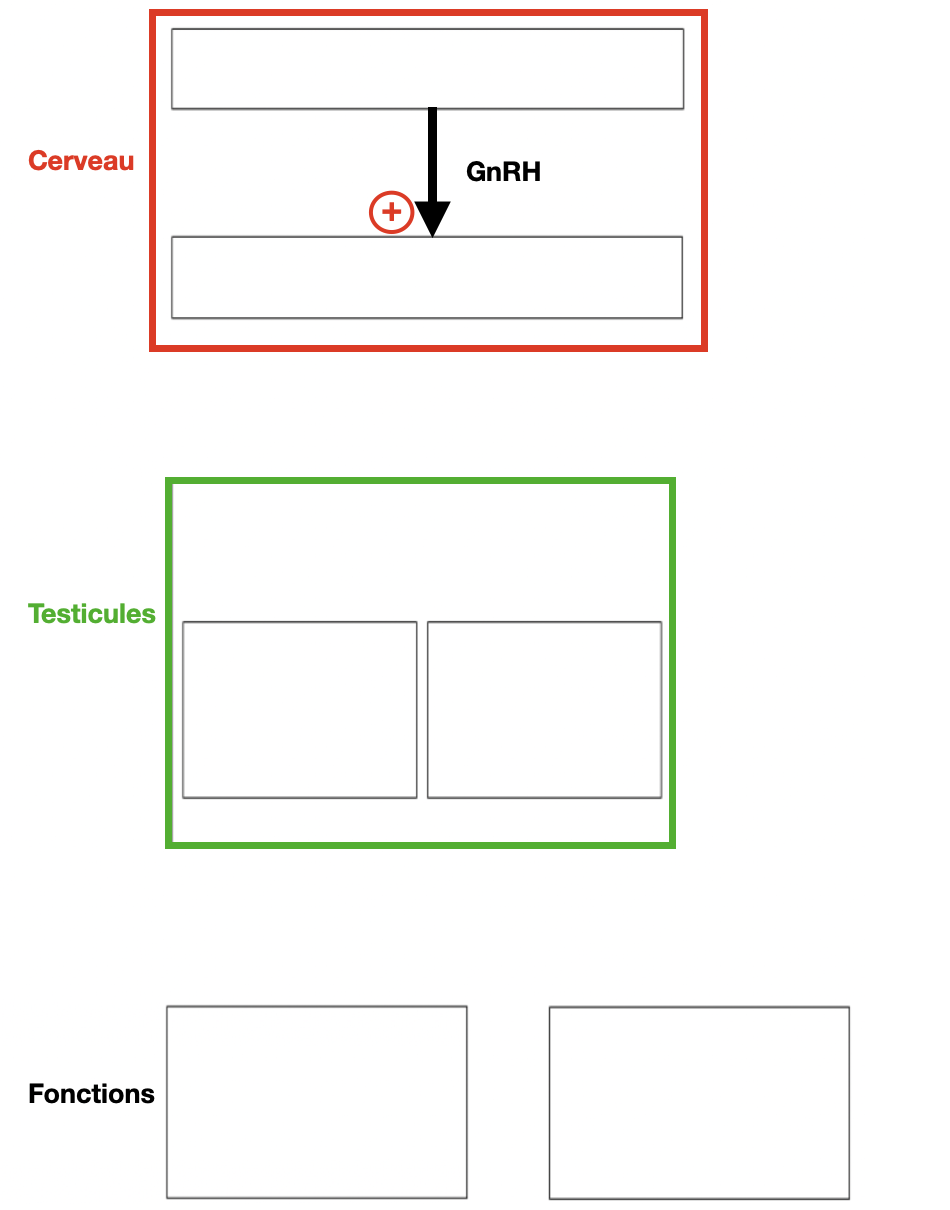 Cerveau
GnRH
+
Testicules
Fonctions